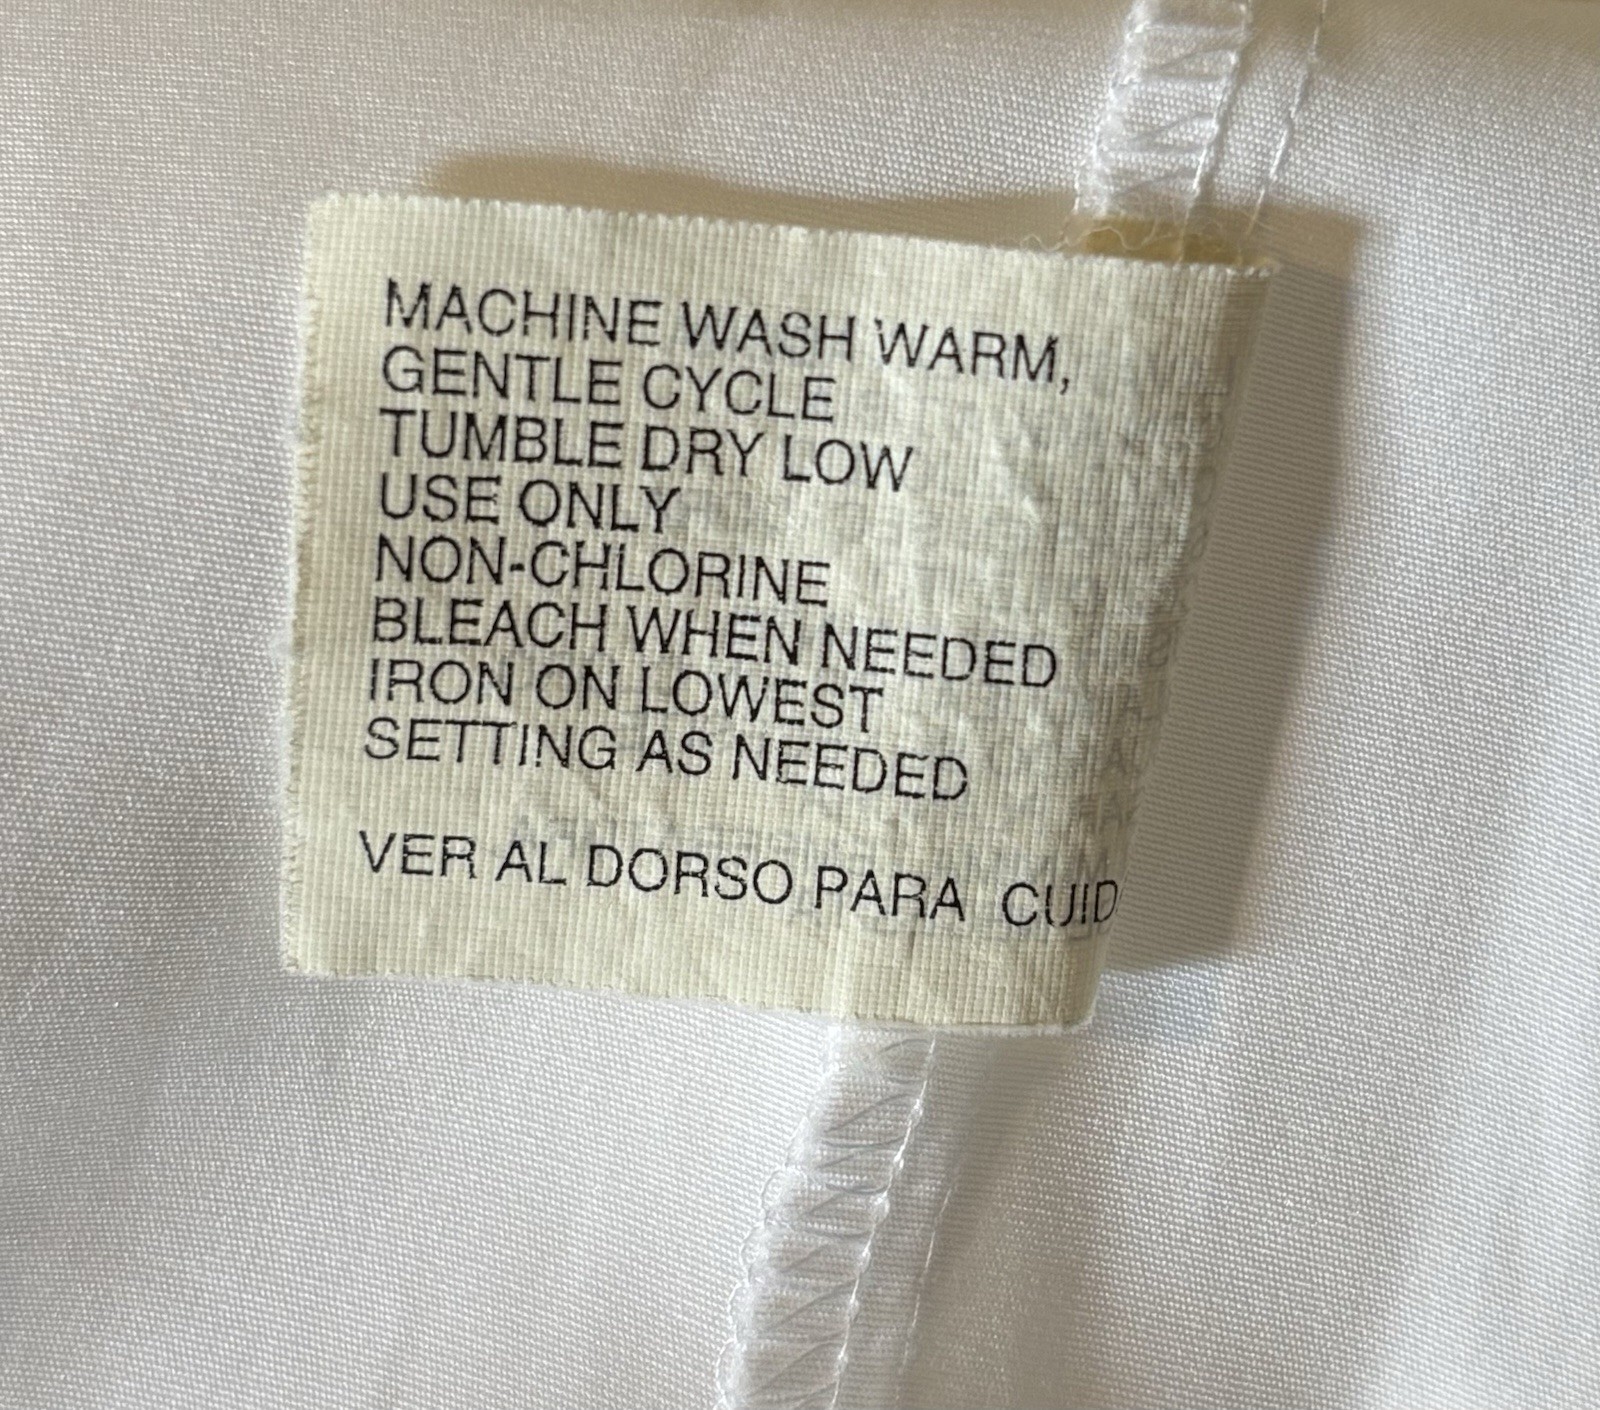 MACHINE WASH WARM,
GENTLE CYCLE
TUMBLE DRY LOW
USE ONLY
NON-CHLORINE
BLEACH WHEN NEEDED
IRON ON LOWEST
SETTING AS NEEDED
VER AL DORSO PARA CUID